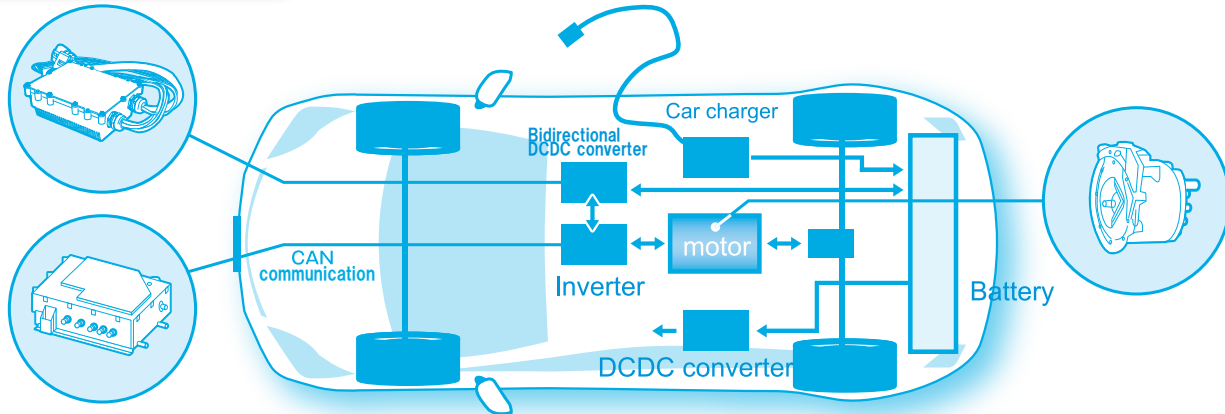 Car charger
Bidirectional
DCDC converter
motor
CAN
communication
Inverter
Battery
DCDC converter